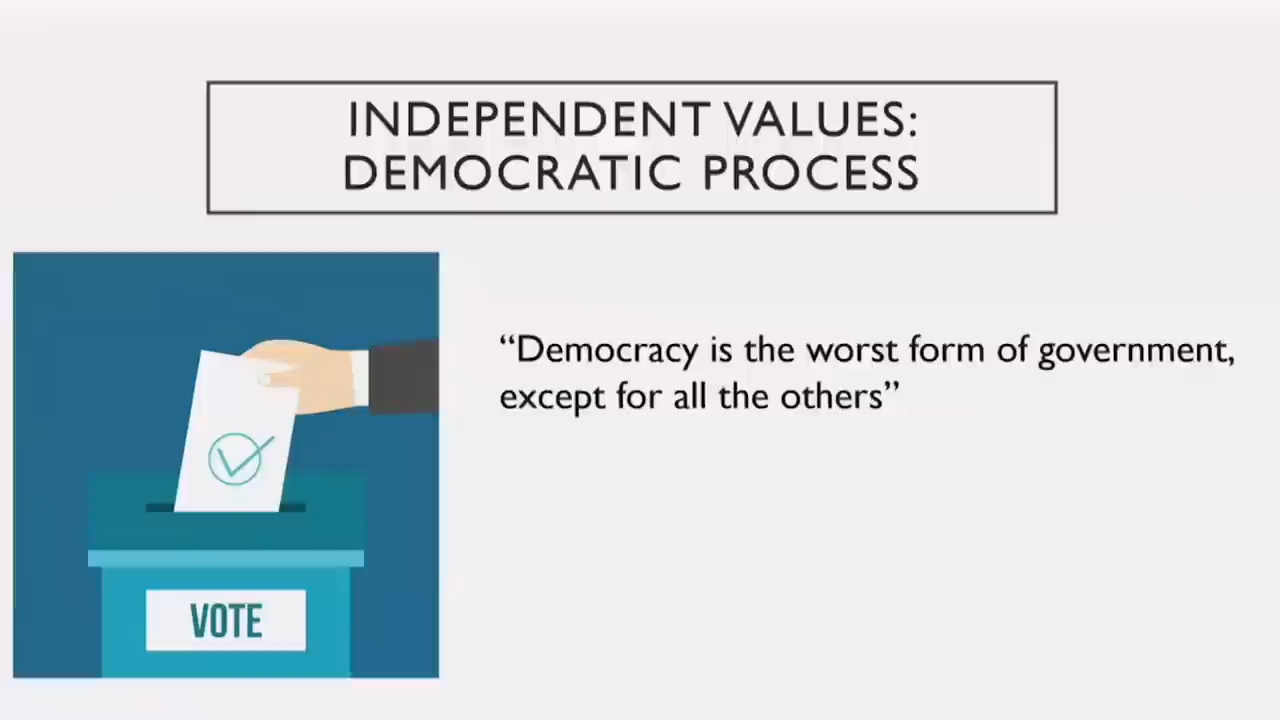 INDEPENDENT VALUES:
DEMOCRATIC PROCESS
“Democracy is the worst form of government,
except for all the others”
VOTE